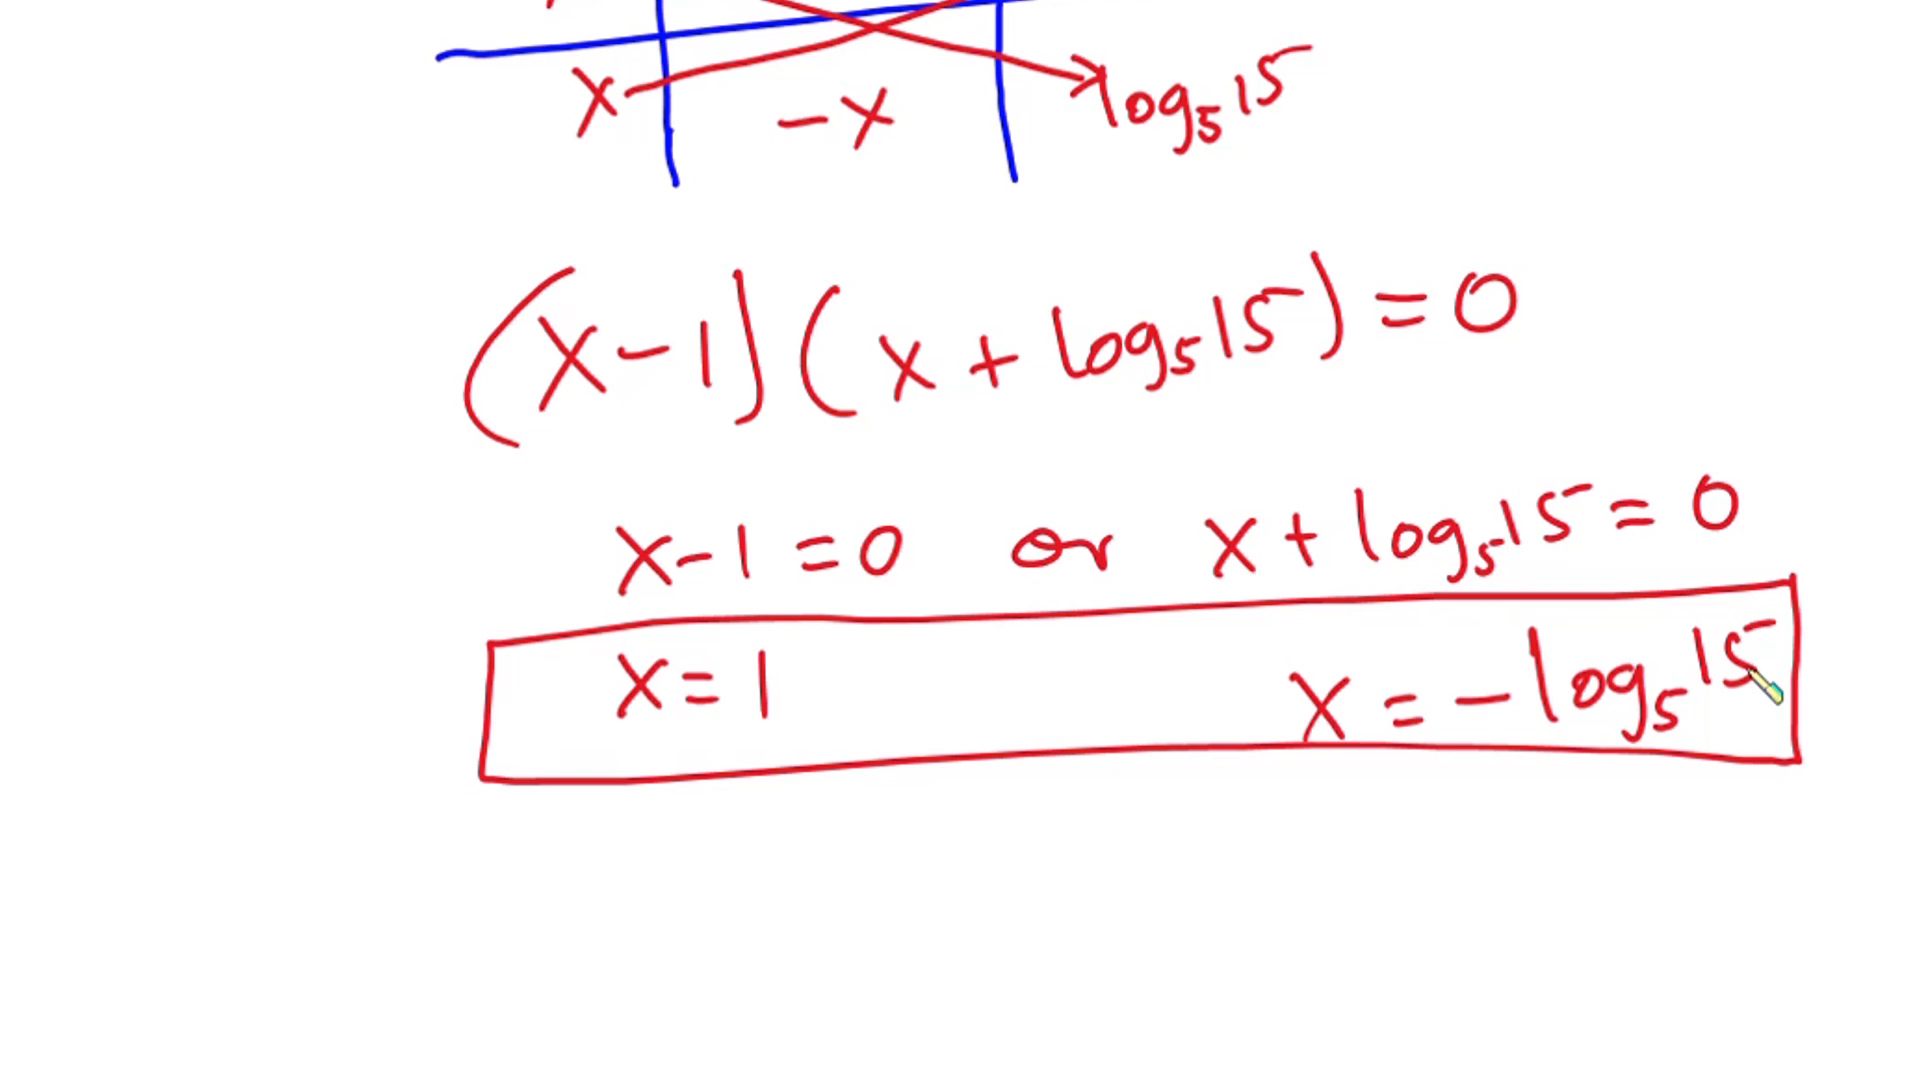 x -x log₅15
(x-1)(x+log₅15)=0
x-1=0 or x+log₅15=0
x=1 x=-log₅15